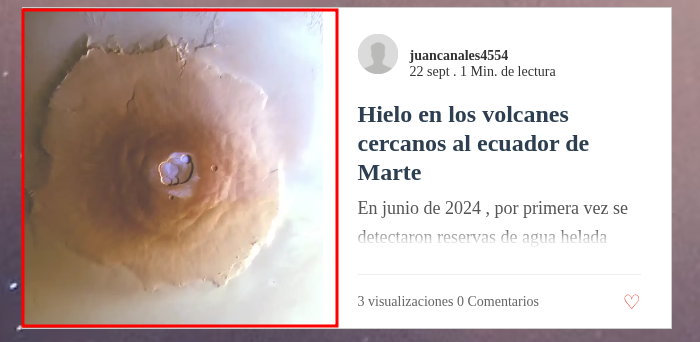 juancanales4554
22 sept . 1 Min. de lectura
Hielo en los volcanes
cercanos al ecuador de
Marte
En junio de 2024 , por primera vez se
detectaron reservas de agua helada
3 visualizaciones 0 Comentarios